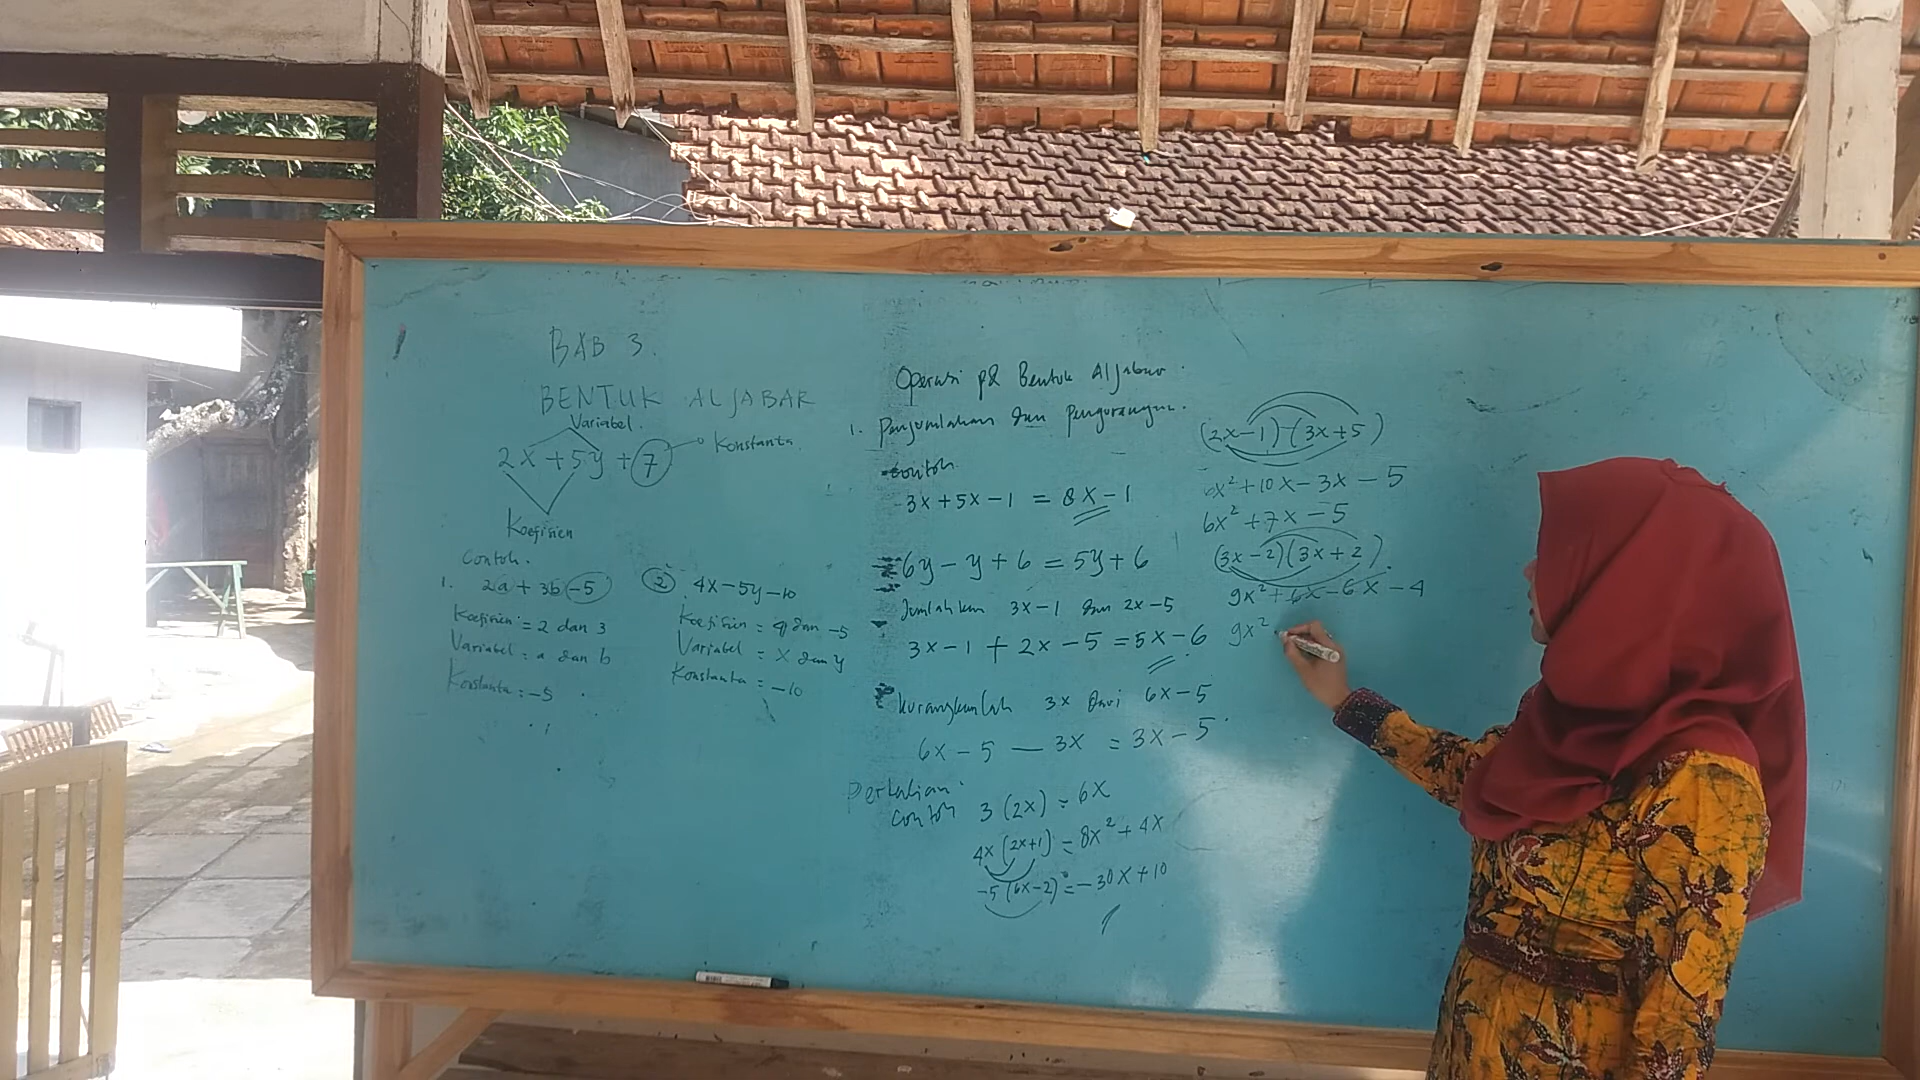 BAB 3.
BENTUK ALJABAR
Variabel.
2x + 5y + 7 Konstanta.
Koefisien
Contoh.
1. 2a + 3b - 5
Koefisien = 2 dan 3
Variabel = a dan b
Konstanta = -5
2 4x - 5y - 10
Koefisien = 4 dan -5
Variabel = x dan y
Konstanta = -10
Operasi pd Bentuk Aljabar.
1. Penjumlahan dan Pengurangan.
Contoh
3x + 5x - 1 = 8x - 1
6y - y + 6 = 5y + 6
Jumlahkan 3x - 1 dan 2x - 5
3x - 1 + 2x - 5 = 5x - 6
Kurangkanlah 3x dari 6x - 5
6x - 5 - 3x = 3x - 5
Perkalian
contoh 3 (2x) = 6x
4x (2x+1) = 8x² + 4x
-5 (6x-2) = -30x + 10
(2x - 1) (3x + 5)
6x² + 10x - 3x - 5
6x² + 7x - 5
(3x - 2)(3x + 2).
9x² + 6x - 6x - 4
9x²